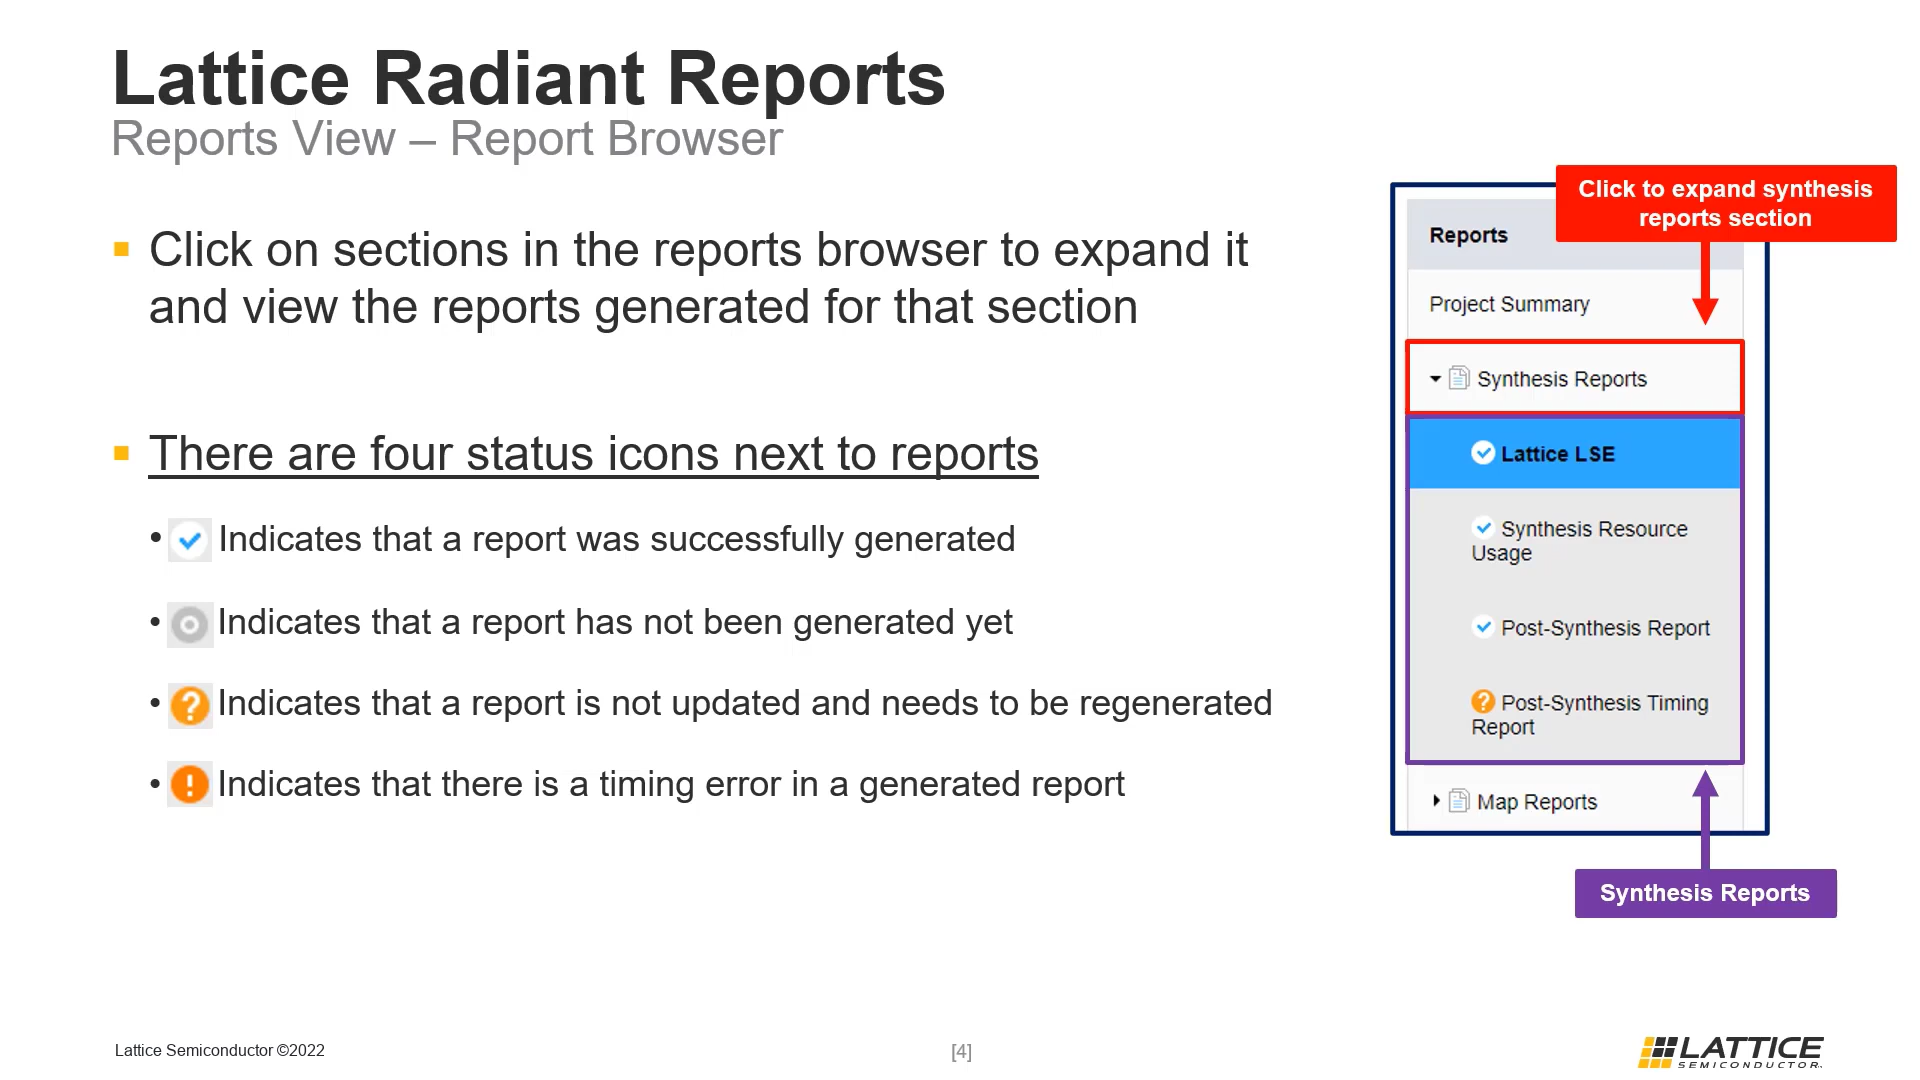 Lattice Radiant Reports
Reports View – Report Browser
Click on sections in the reports browser to expand it
and view the reports generated for that section
There are four status icons next to reports
Indicates that a report was successfully generated
Indicates that a report has not been generated yet
Indicates that a report is not updated and needs to be regenerated
Indicates that there is a timing error in a generated report
Click to expand synthesis
reports section
Reports
Project Summary
Synthesis Reports
Lattice LSE
Synthesis Resource
Usage
Post-Synthesis Report
Post-Synthesis Timing
Report
Map Reports
Synthesis Reports
Lattice Semiconductor ©2022
[4]
LATTICE
SEMICONDUCTOR